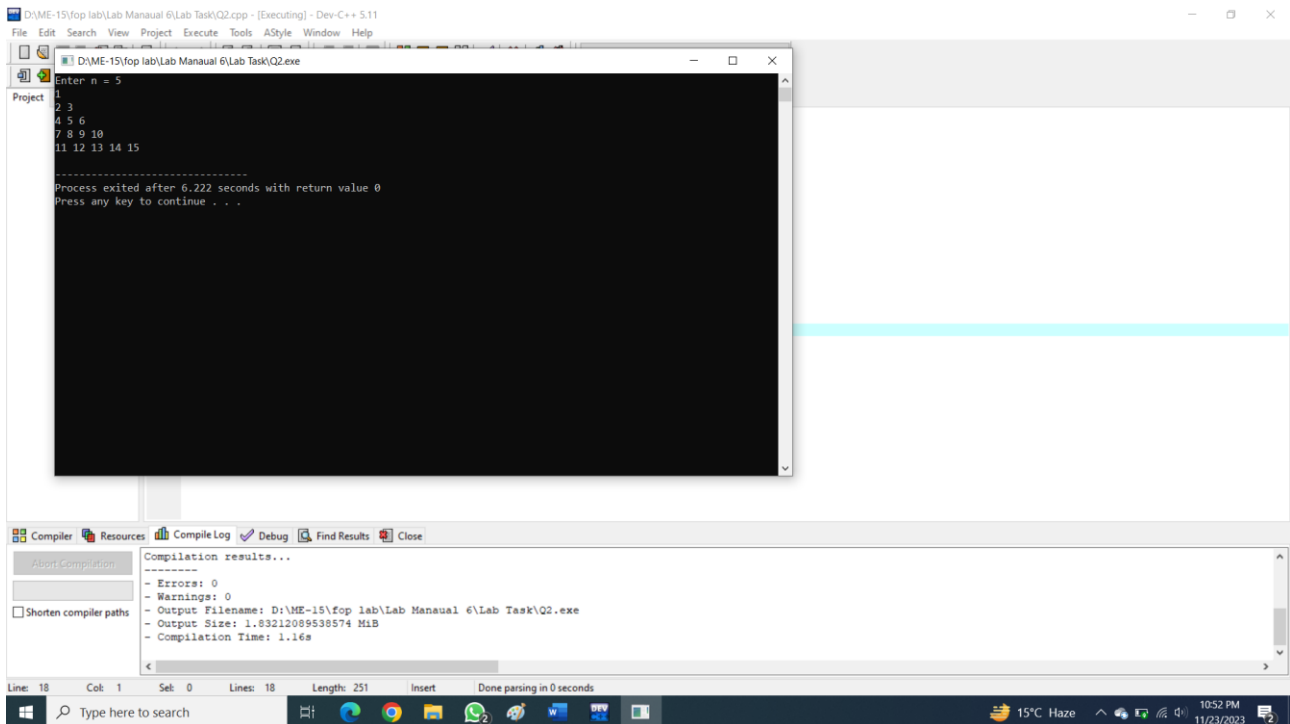 D:\ME-15\fop lab\Lab Manaual 6\Lab Task\Q2.cpp - [Executing] - Dev-C++ 5.11
File Edit Search View Project Execute Tools AStyle Window Help
D:\ME-15\fop lab\Lab Manaual 6\Lab Task\Q2.exe
Project
Enter n = 5
1
2 3
4 5 6
7 8 9 10
11 12 13 14 15
--------------------------------
Process exited after 6.222 seconds with return value 0
Press any key to continue . . .
Compiler Resources Compile Log Debug Find Results Close
Abort Compilation
Shorten compiler paths
Compilation results...
--------
- Errors: 0
- Warnings: 0
- Output Filename: D:\ME-15\fop lab\Lab Manaual 6\Lab Task\Q2.exe
- Output Size: 1.83212089538574 MiB
- Compilation Time: 1.16s
Line: 18 Col: 1 Sel: 0 Lines: 18 Length: 251 Insert Done parsing in 0 seconds
Type here to search
2
W
DEV
15°C Haze
10:52 PM
11/23/2023
2